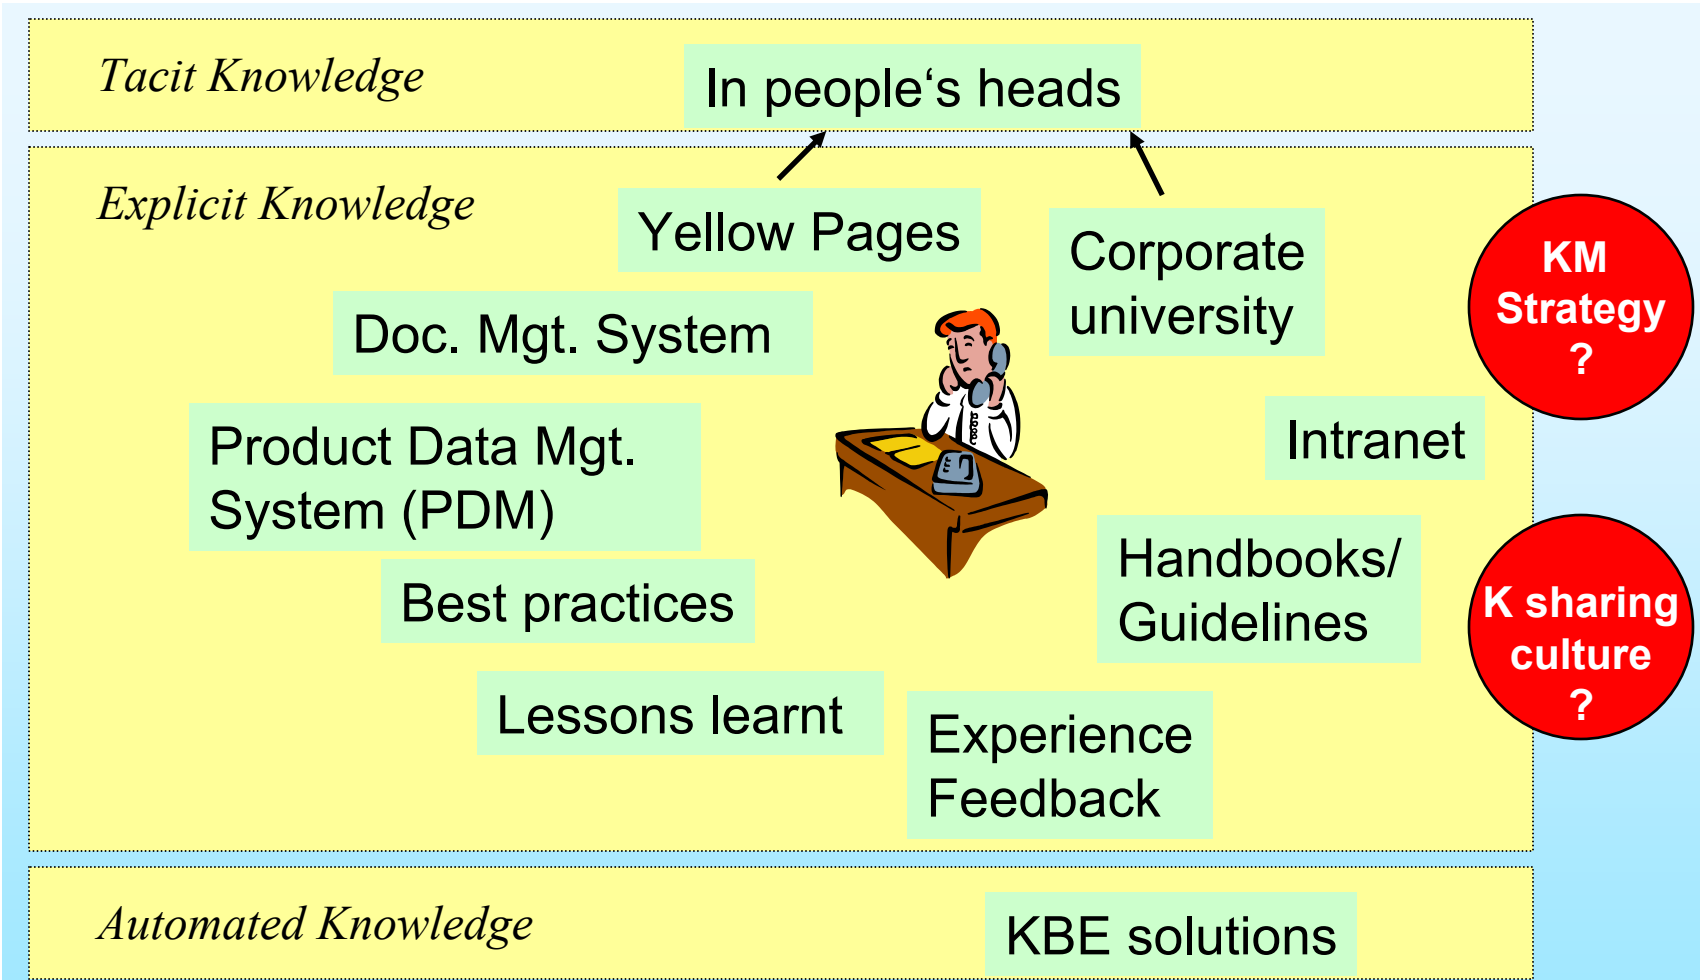 Tacit Knowledge
In people‘s heads
Explicit Knowledge
Yellow Pages
Corporate
university
KM
Strategy
?
Doc. Mgt. System
Product Data Mgt.
System (PDM)
Intranet
Best practices
Handbooks/
Guidelines
K sharing
culture
?
Lessons learnt
Experience
Feedback
Automated Knowledge
KBE solutions